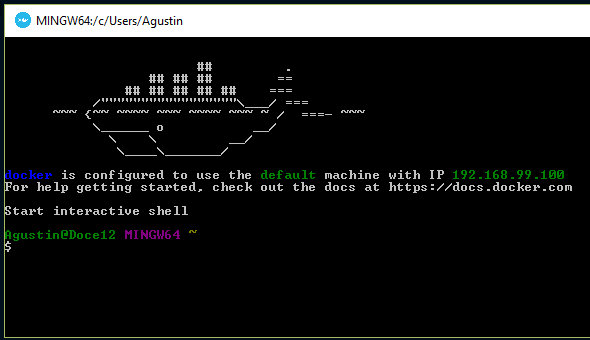 MINGW64:/c/Users/Agustin
docker is configured to use the default machine with IP 192.168.99.100
For help getting started, check out the docs at https://docs.docker.com
Start interactive shell
Agustin@Doce12 MINGW64 ~
$